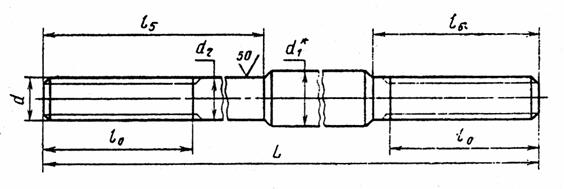 l₅ l₆
d₂ 50 d₁*
d
l₀ L l₀